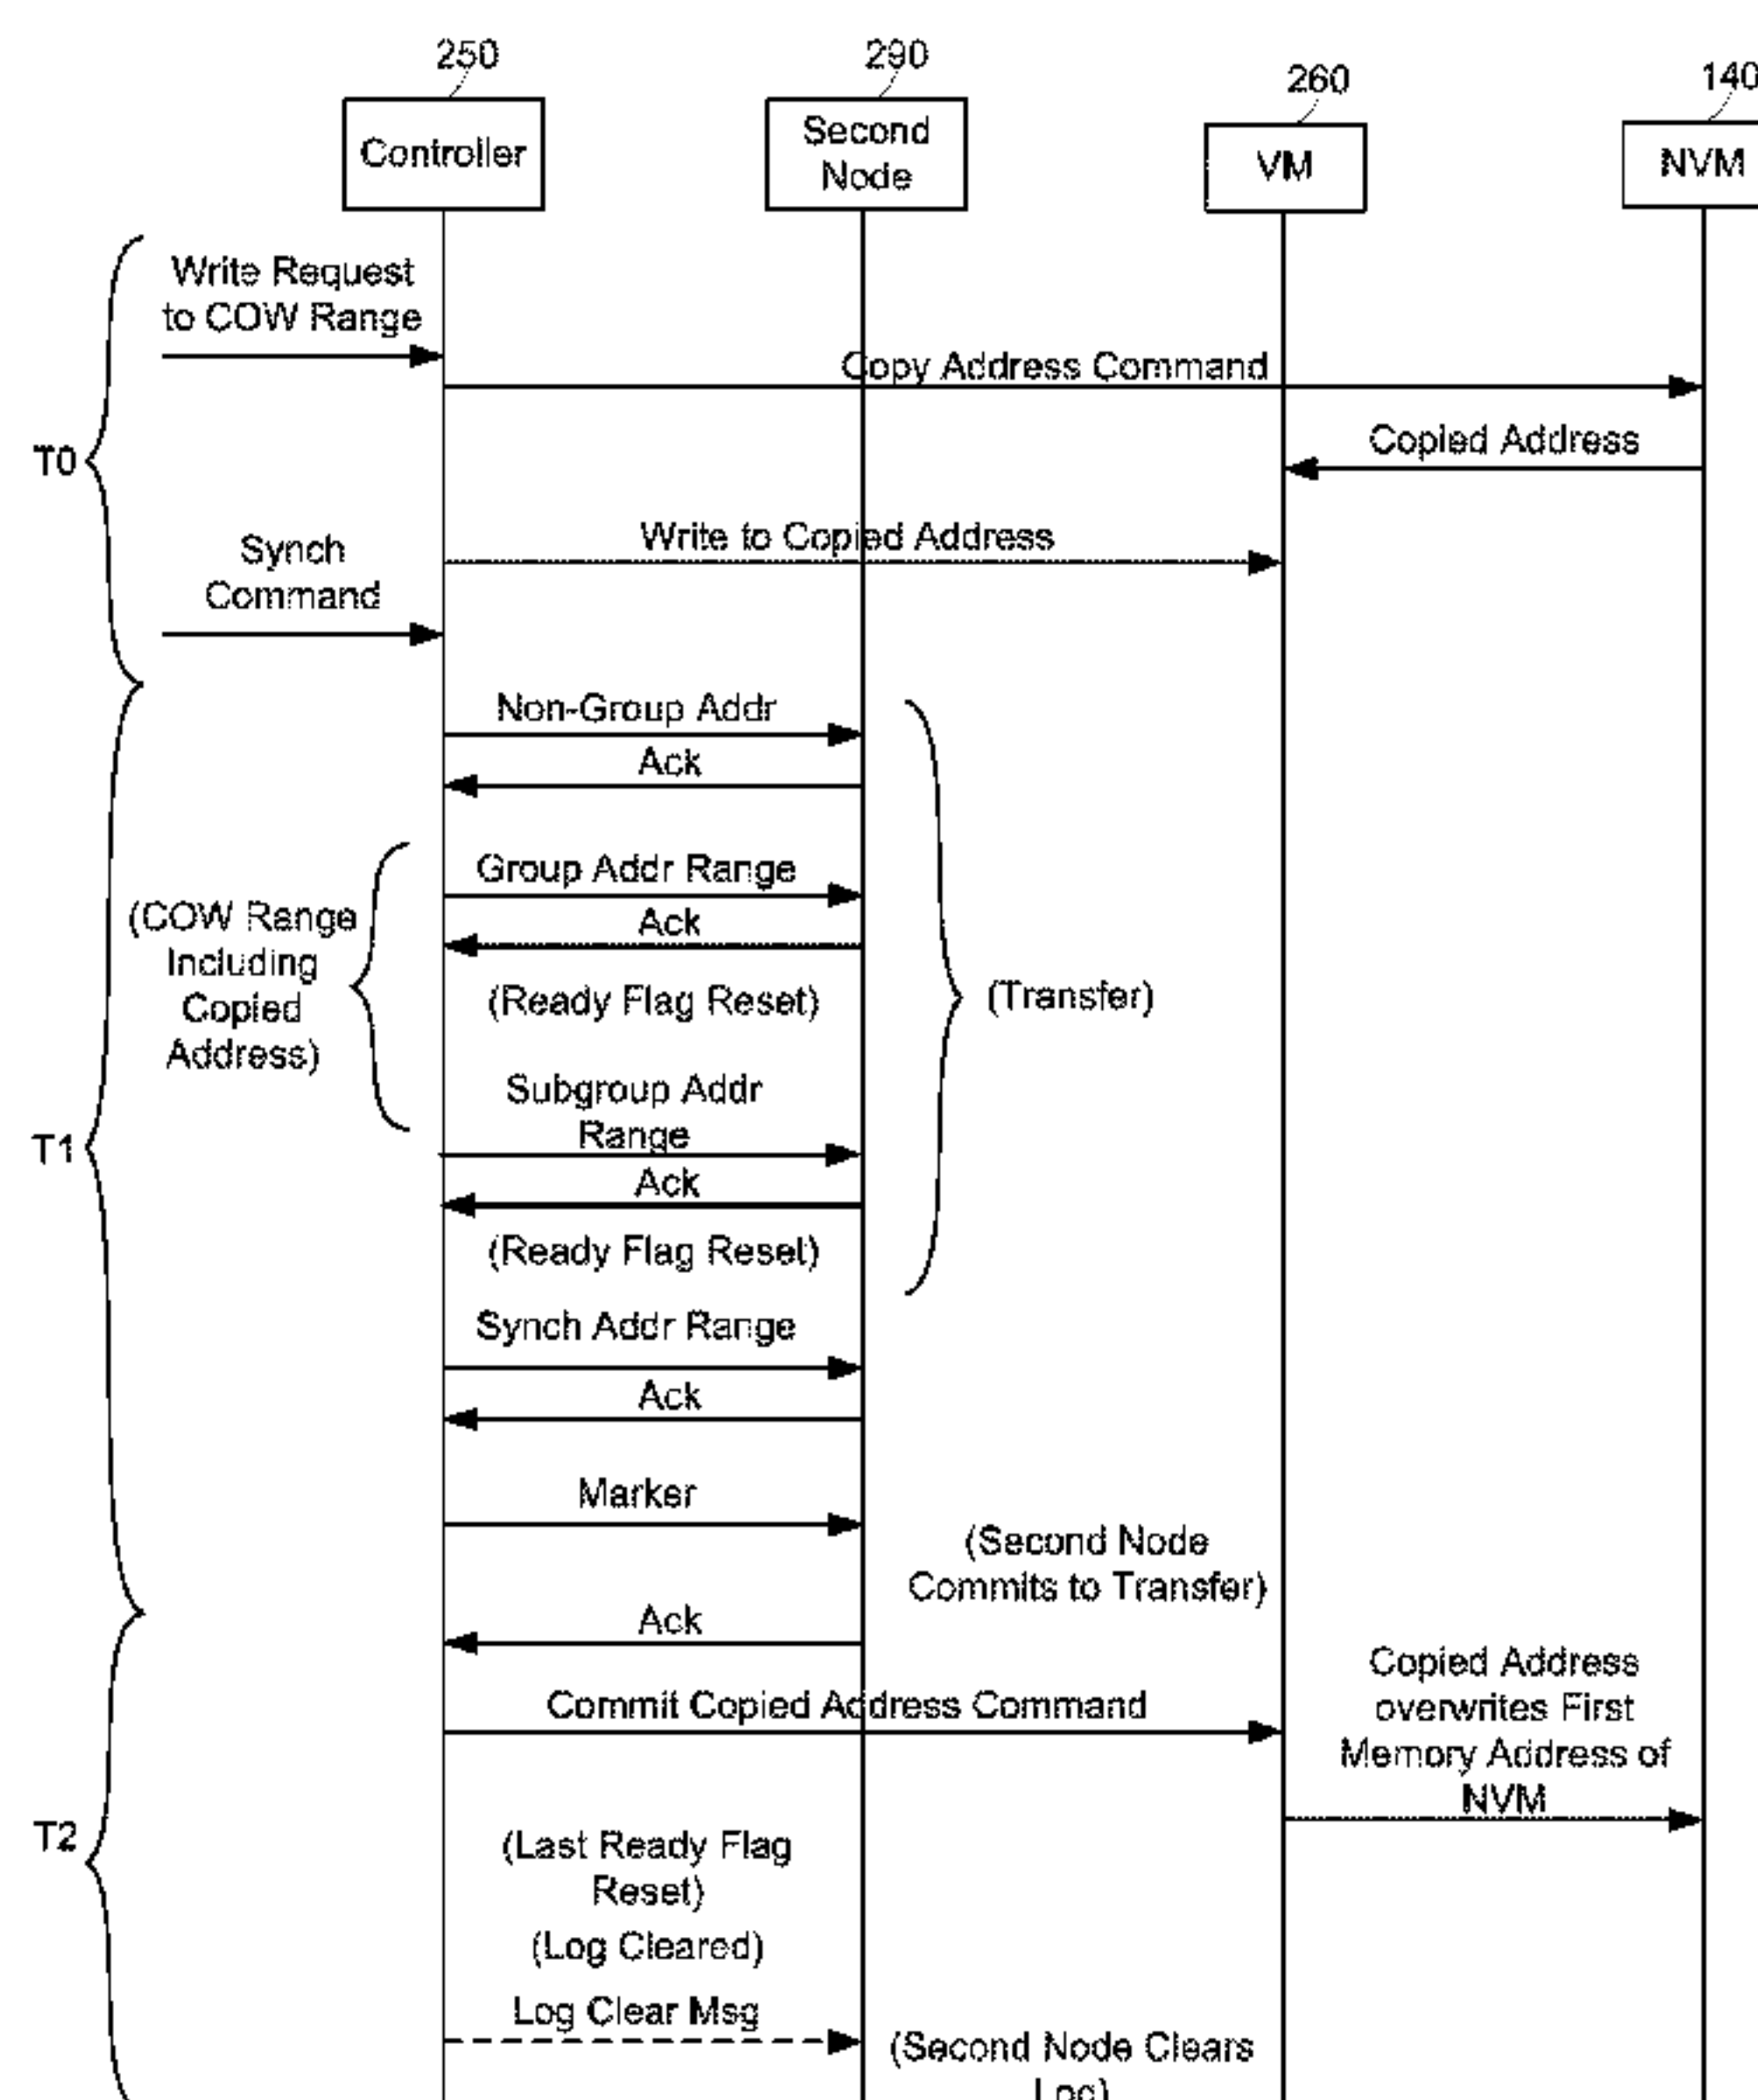 250
290
260
140
Controller
Second
Node
VM
NVM
Write Request
to COW Range
Copy Address Command
Copied Address
T0
Write to Copied Address
Synch
Command
Non-Group Addr
Ack
Group Addr Range
Ack
(COW Range
Including
Copied
Address)
(Ready Flag Reset)
(Transfer)
Subgroup Addr
Range
T1
Ack
(Ready Flag Reset)
Synch Addr Range
Ack
Marker
(Second Node
Commits to Transfer)
Ack
Copied Address
overwrites First
Memory Address of
NVM
Commit Copied Address Command
T2
(Last Ready Flag
Reset)
(Log Cleared)
Log Clear Msg
(Second Node Clears
Log)